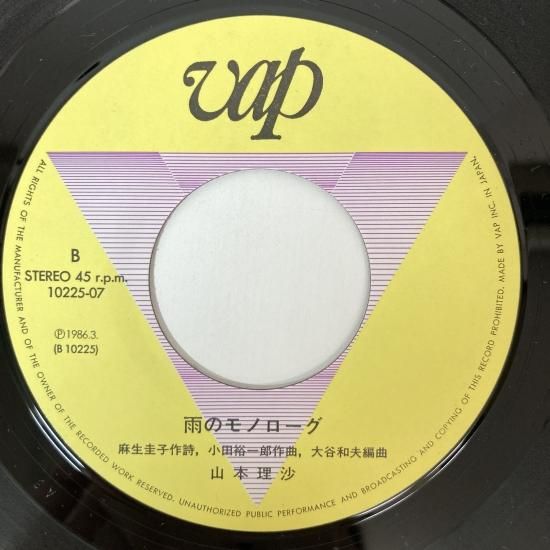 vap
B
STEREO 45 r.p.m.
10225-07
Ⓟ1986.3.
(B 10225)
雨のモノローグ
麻生圭子作詩，小田裕一郎作曲，大谷和夫編曲
山本理沙
ALL RIGHTS OF THE MANUFACTURER AND OF THE OWNER OF THE RECORDED WORK RESERVED. UNAUTHORIZED PUBLIC PERFORMANCE AND BROADCASTING AND COPYING OF THIS RECORD PROHIBITED. MADE BY VAP INC. IN JAPAN.